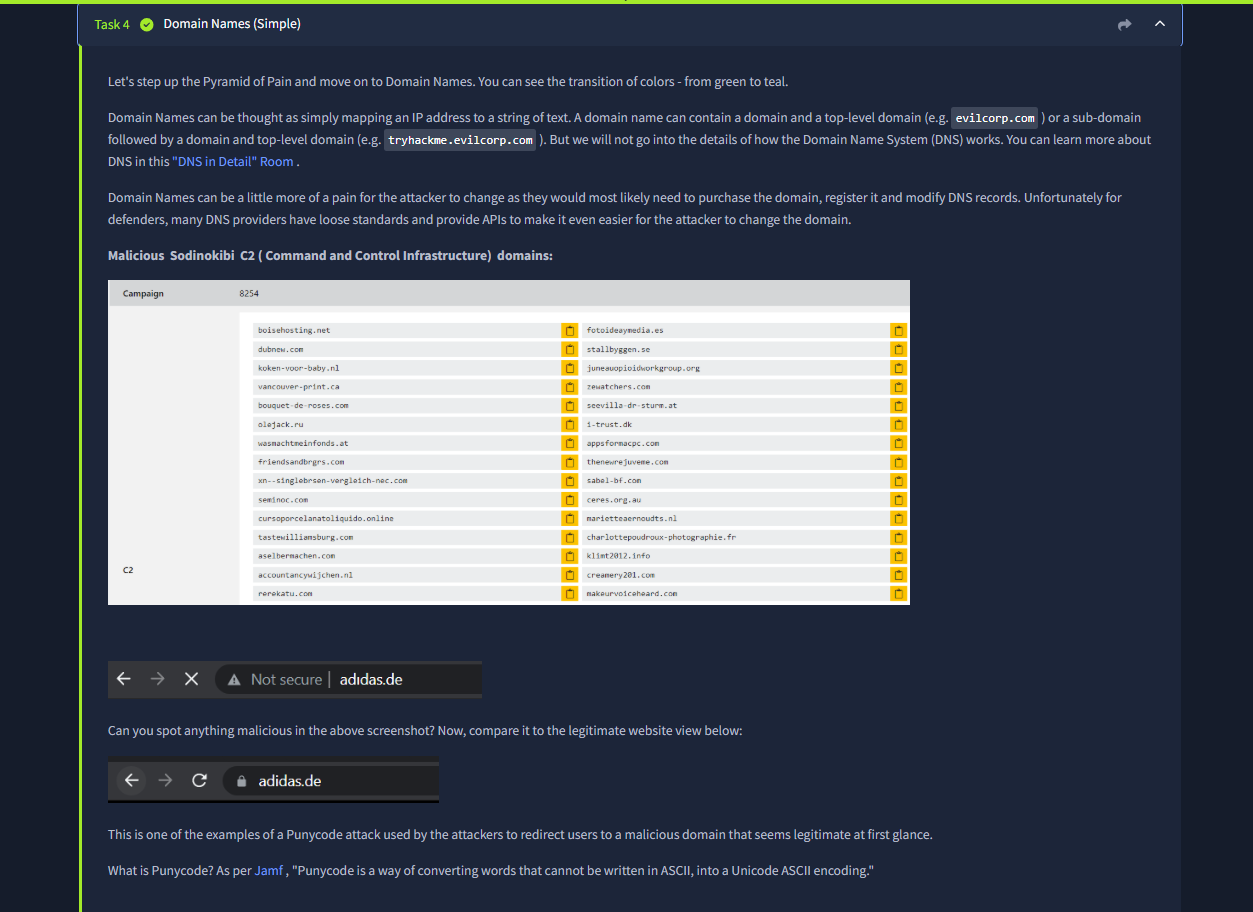 Task 4 Domain Names (Simple)
Let's step up the Pyramid of Pain and move on to Domain Names. You can see the transition of colors - from green to teal.
Domain Names can be thought as simply mapping an IP address to a string of text. A domain name can contain a domain and a top-level domain (e.g. evilcorp.com ) or a sub-domain
followed by a domain and top-level domain (e.g. tryhackme.evilcorp.com ). But we will not go into the details of how the Domain Name System (DNS) works. You can learn more about
DNS in this "DNS in Detail" Room .
Domain Names can be a little more of a pain for the attacker to change as they would most likely need to purchase the domain, register it and modify DNS records. Unfortunately for
defenders, many DNS providers have loose standards and provide APIs to make it even easier for the attacker to change the domain.
Malicious Sodinokibi C2 ( Command and Control Infrastructure) domains:
Campaign 8254
boisehosting.net fotoideaymedia.es
dubnew.com stallbyggen.se
koken-voor-baby.nl juneauopioidworkgroup.org
vancouver-print.ca zewatchers.com
bouquet-de-roses.com seevilla-dr-sturm.at
olejack.ru i-trust.dk
wasmachtmeinfonds.at appsformacpc.com
friendsandbrgrs.com thenewrejuveme.com
xn--singlebrsen-vergleich-nec.com sabel-bf.com
seminoc.com ceres.org.au
cursoporcelanatoliquido.online marietteaernoudts.nl
tastewilliamsburg.com charlottepoudroux-photographie.fr
aselbermachen.com klimt2012.info
C2
accountancywijchen.nl creamery201.com
rerekatu.com makeurvoiceheard.com
Not secure | adıdas.de
Can you spot anything malicious in the above screenshot? Now, compare it to the legitimate website view below:
adidas.de
This is one of the examples of a Punycode attack used by the attackers to redirect users to a malicious domain that seems legitimate at first glance.
What is Punycode? As per Jamf , "Punycode is a way of converting words that cannot be written in ASCII, into a Unicode ASCII encoding."